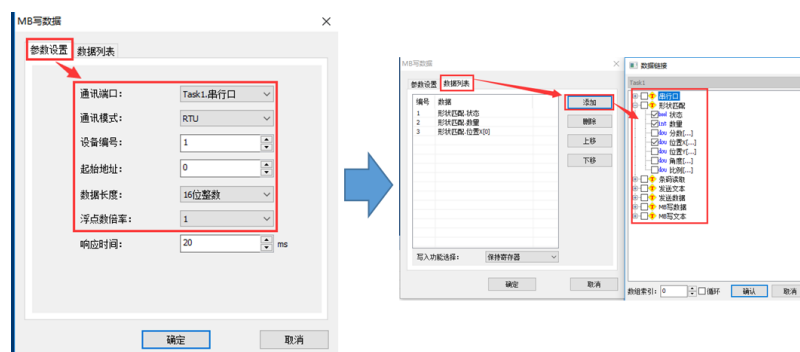 MB写数据
参数设置 数据列表
通讯端口: Task1.串行口
通讯模式: RTU
设备编号: 1
起始地址: 0
数据长度: 16位整数
浮点数倍率: 1
响应时间: 20 ms
确定 取消
MB写数据
参数设置 数据列表
编号 数据
1 形状匹配.状态
2 形状匹配.数量
3 形状匹配.位置X[0]
添加
删除
上移
下移
写入功能选择: 保持寄存器
确定 取消
数据链接
Task1
串行口
形状匹配
bool 状态
int 数量
dou 分数[...]
dou 位置X[...]
dou 位置Y[...]
dou 角度[...]
dou 比例[...]
条码读取
发送文本
发送数据
MB写数据
MB写文本
数组索引: 0 循环 确认 取消